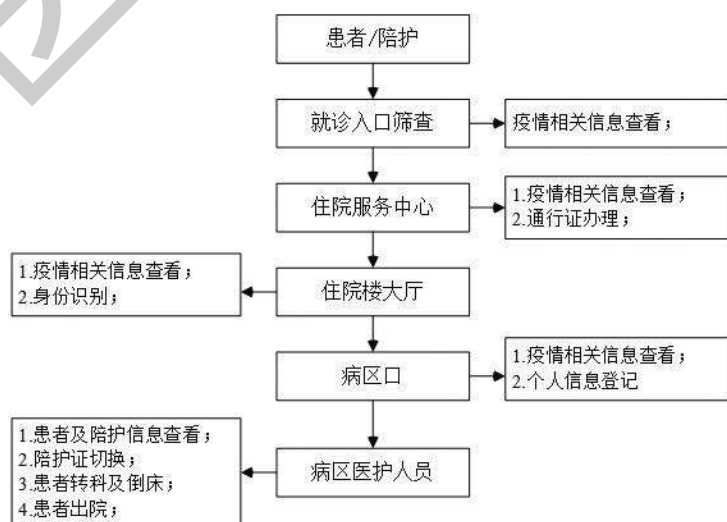 患者/陪护
就诊入口筛查
疫情相关信息查看；
住院服务中心
1.疫情相关信息查看；
2.通行证办理；
1.疫情相关信息查看；
2.身份识别；
住院楼大厅
病区口
1.疫情相关信息查看；
2.个人信息登记
1.患者及陪护信息查看；
2.陪护证切换；
3.患者转科及倒床；
4.患者出院；
病区医护人员